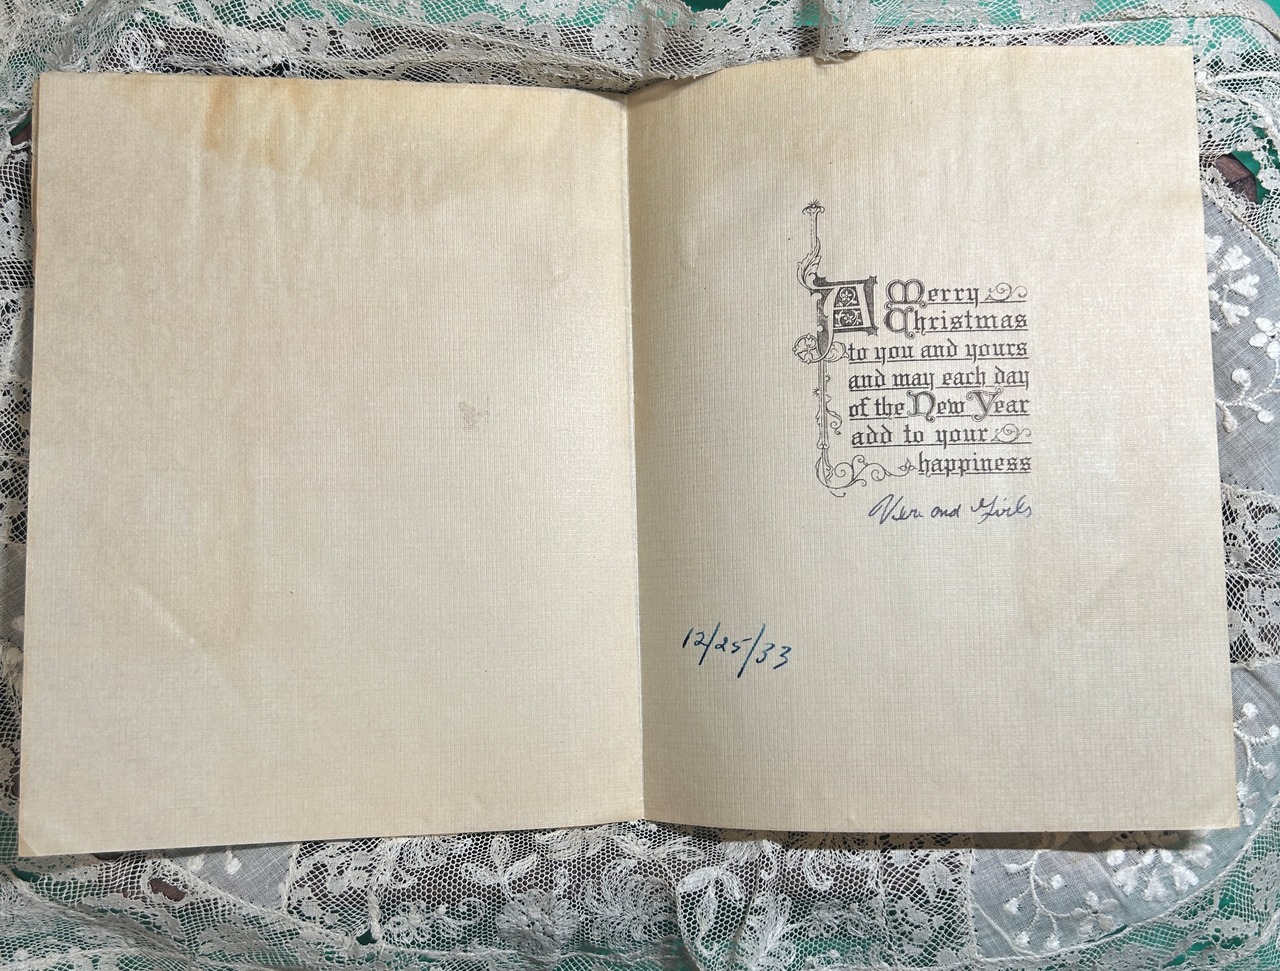 A Merry
Christmas
to you and yours
and may each day
of the New Year
add to your
happiness
and Girls
12/25/33